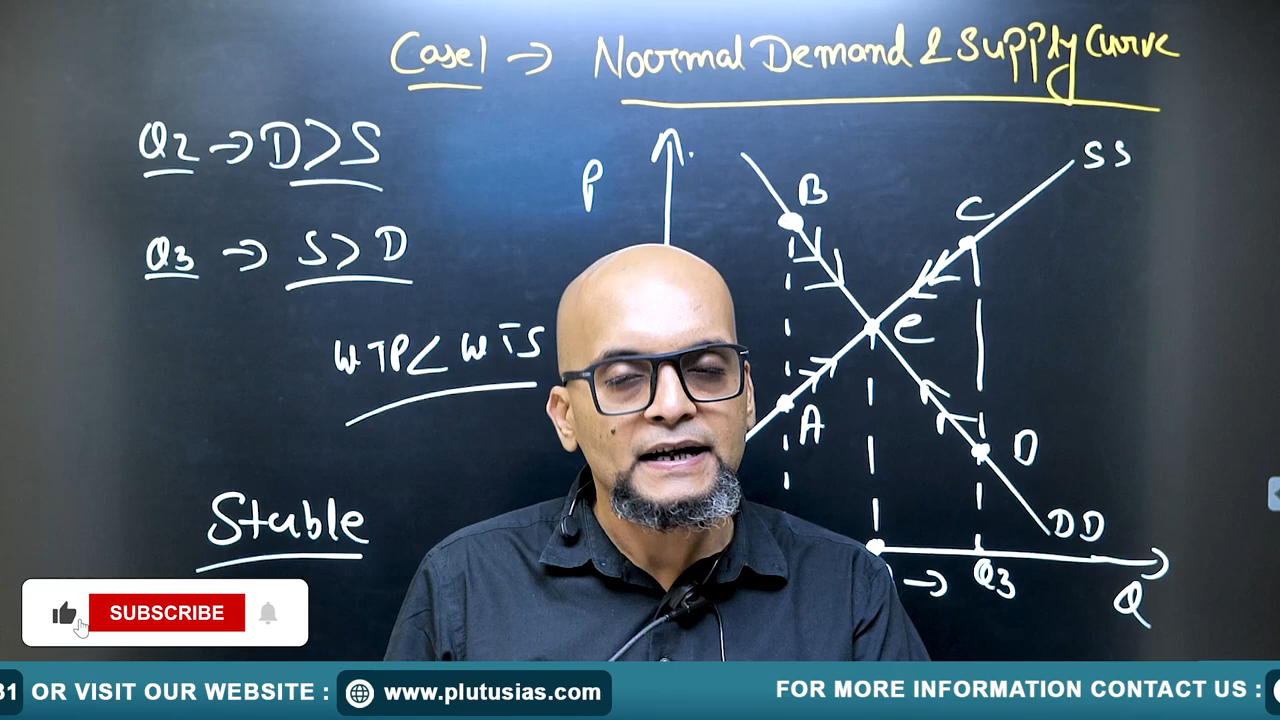 Case1 → Noormal Demand & Supply Curve
Q2 → D > S
Q3 → S > D
WTP < WTS
Stable
P
B
A
C
e
D
SS
DD
→ Q3
Q
SUBSCRIBE
31 OR VISIT OUR WEBSITE : www.plutusias.com FOR MORE INFORMATION CONTACT US :